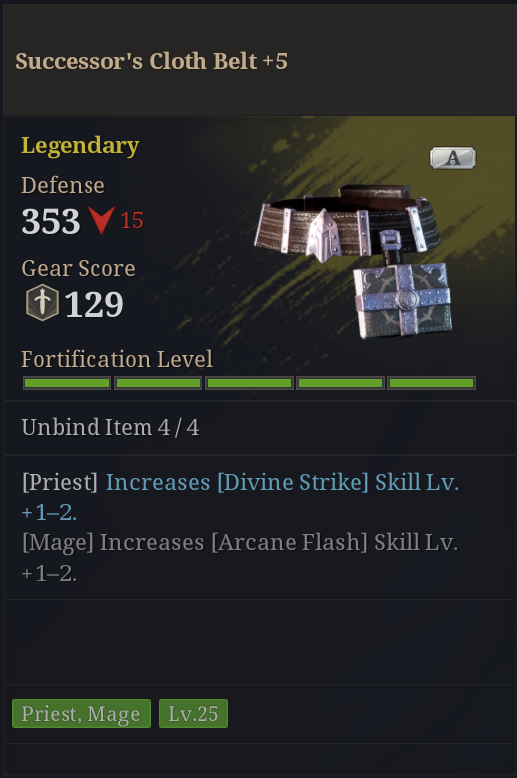 Successor's Cloth Belt +5
Legendary
A
Defense
353 15
Gear Score
129
Fortification Level
Unbind Item 4 / 4
[Priest] Increases [Divine Strike] Skill Lv.
+1–2.
[Mage] Increases [Arcane Flash] Skill Lv.
+1–2.
Priest, Mage Lv.25